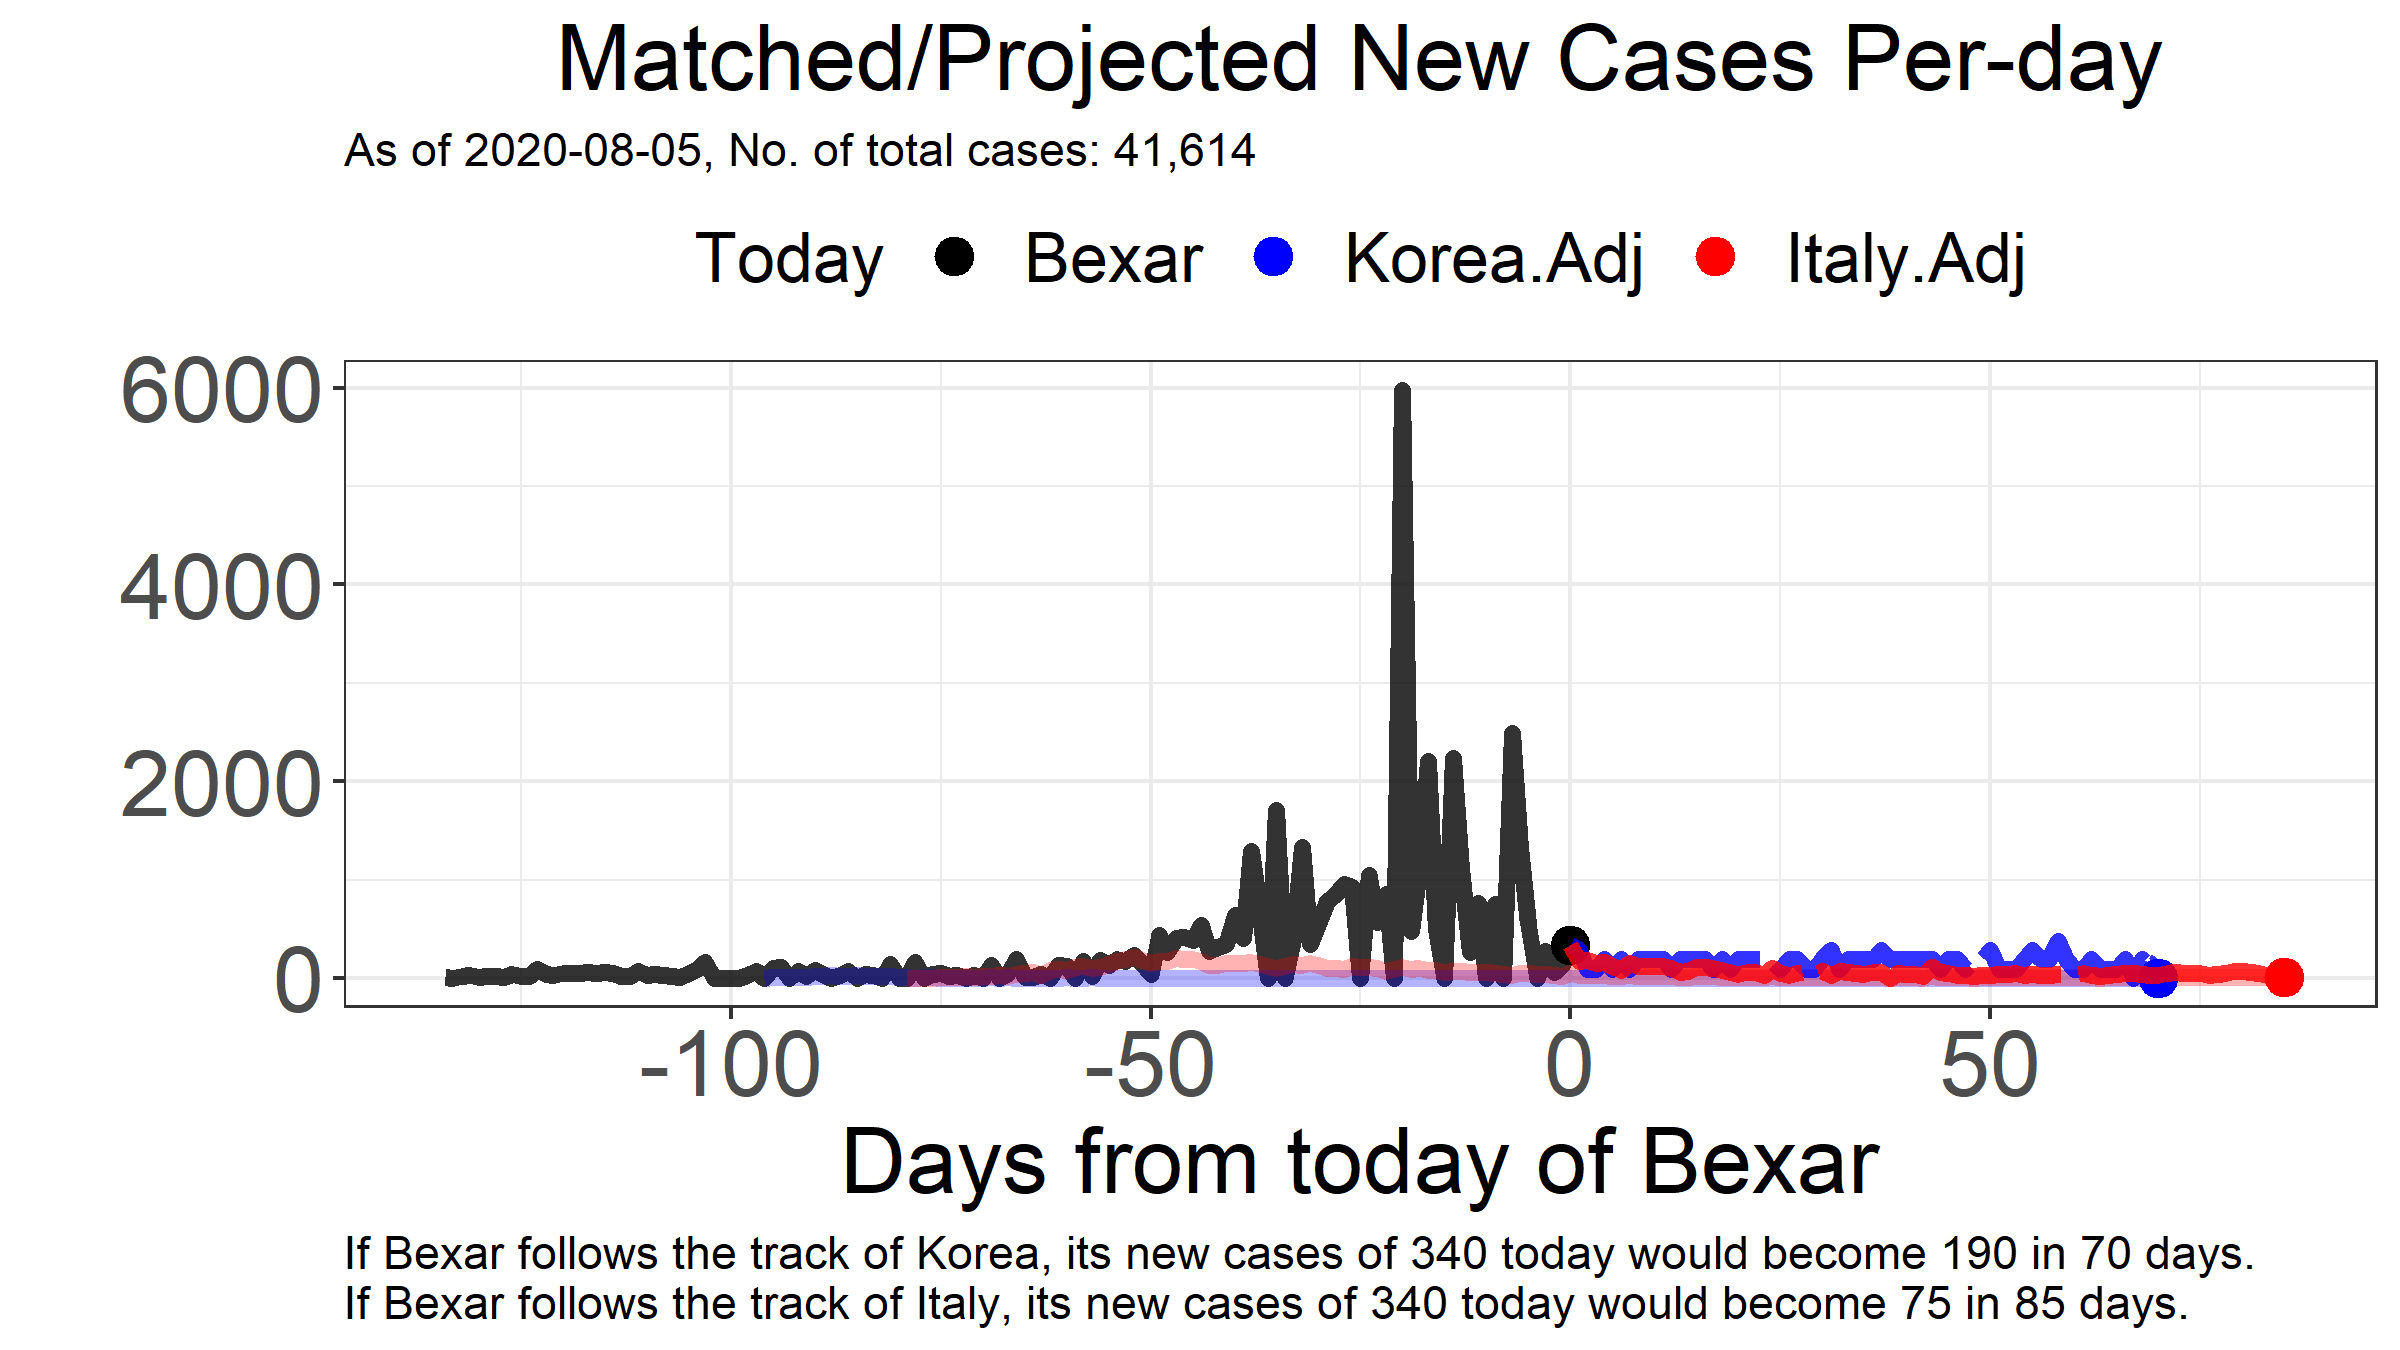 Matched/Projected New Cases Per-day
As of 2020-08-05, No. of total cases: 41,614
Today Bexar Korea.Adj Italy.Adj
6000
4000
2000
0
-100 -50 0 50
Days from today of Bexar
If Bexar follows the track of Korea, its new cases of 340 today would become 190 in 70 days.
If Bexar follows the track of Italy, its new cases of 340 today would become 75 in 85 days.